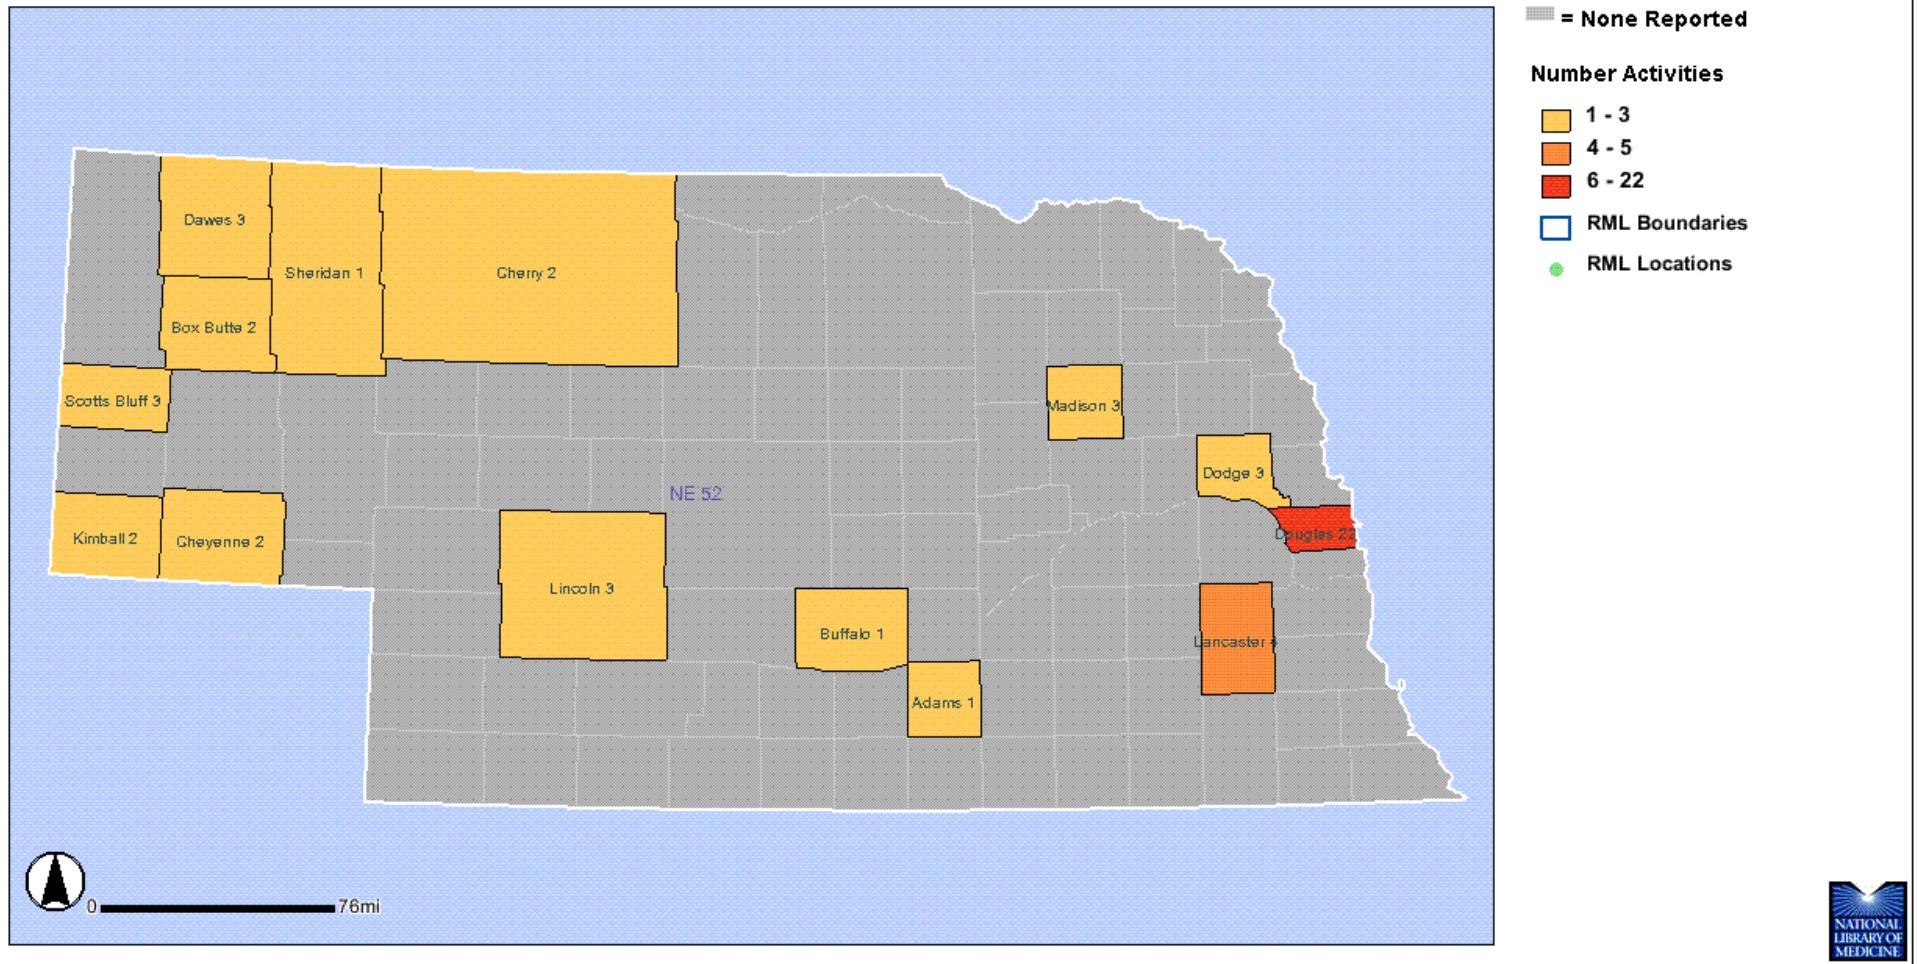 = None Reported
Number Activities
1 - 3
4 - 5
6 - 22
RML Boundaries
RML Locations
Dawes 3
Sheridan 1
Cherry 2
Box Butte 2
Scotts Bluff 3
Madison 3
Dodge 3
NE 52
Douglas 22
Kimball 2
Cheyenne 2
Lincoln 3
Buffalo 1
Lancaster 4
Adams 1
0 76mi
NATIONAL
LIBRARY OF
MEDICINE